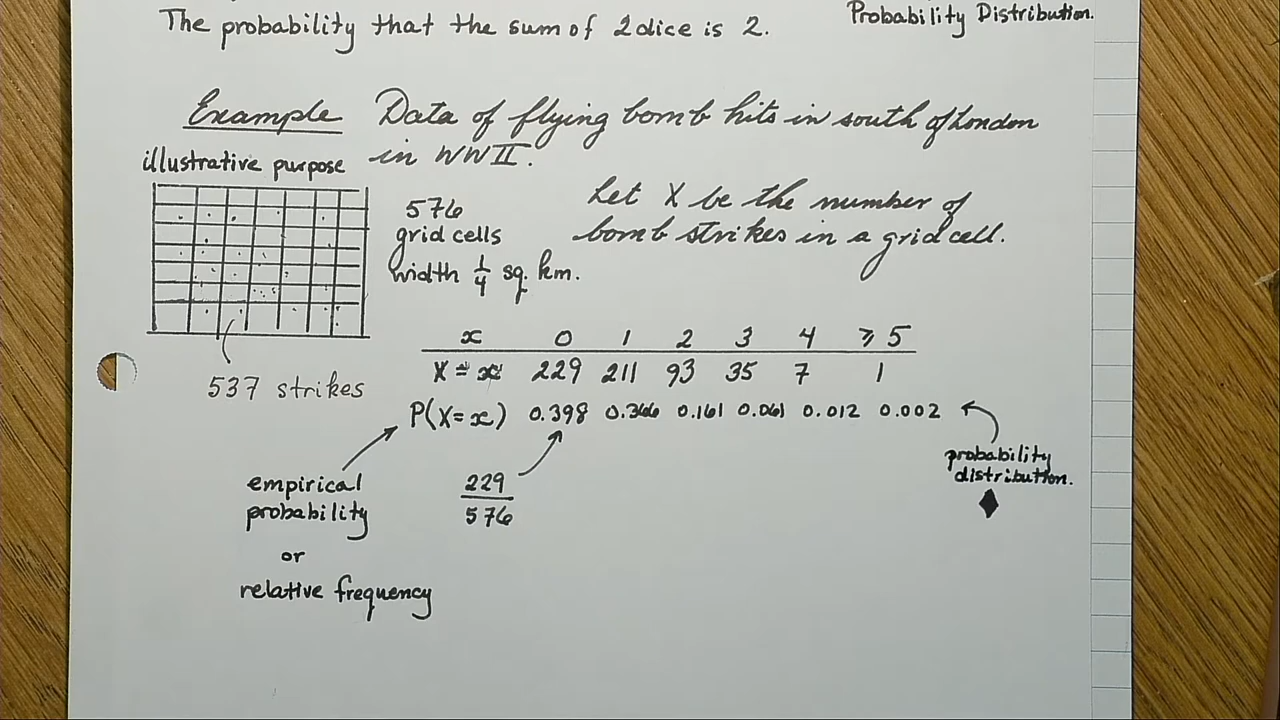 Probability Distribution.
The probability that the sum of 2 dice is 2.
Example Data of flying bomb hits in south of London
in WWII.
illustrative purpose
576
grid cells
width 1/4 sq. km.
Let X be the number of
bomb strikes in a grid cell.
537 strikes
x 0 1 2 3 4 ≥ 5
X = x 229 211 93 35 7 1
P(X=x) 0.398 0.366 0.161 0.061 0.012 0.002
probability
distribution.
empirical
probability
or
relative frequency
229
576